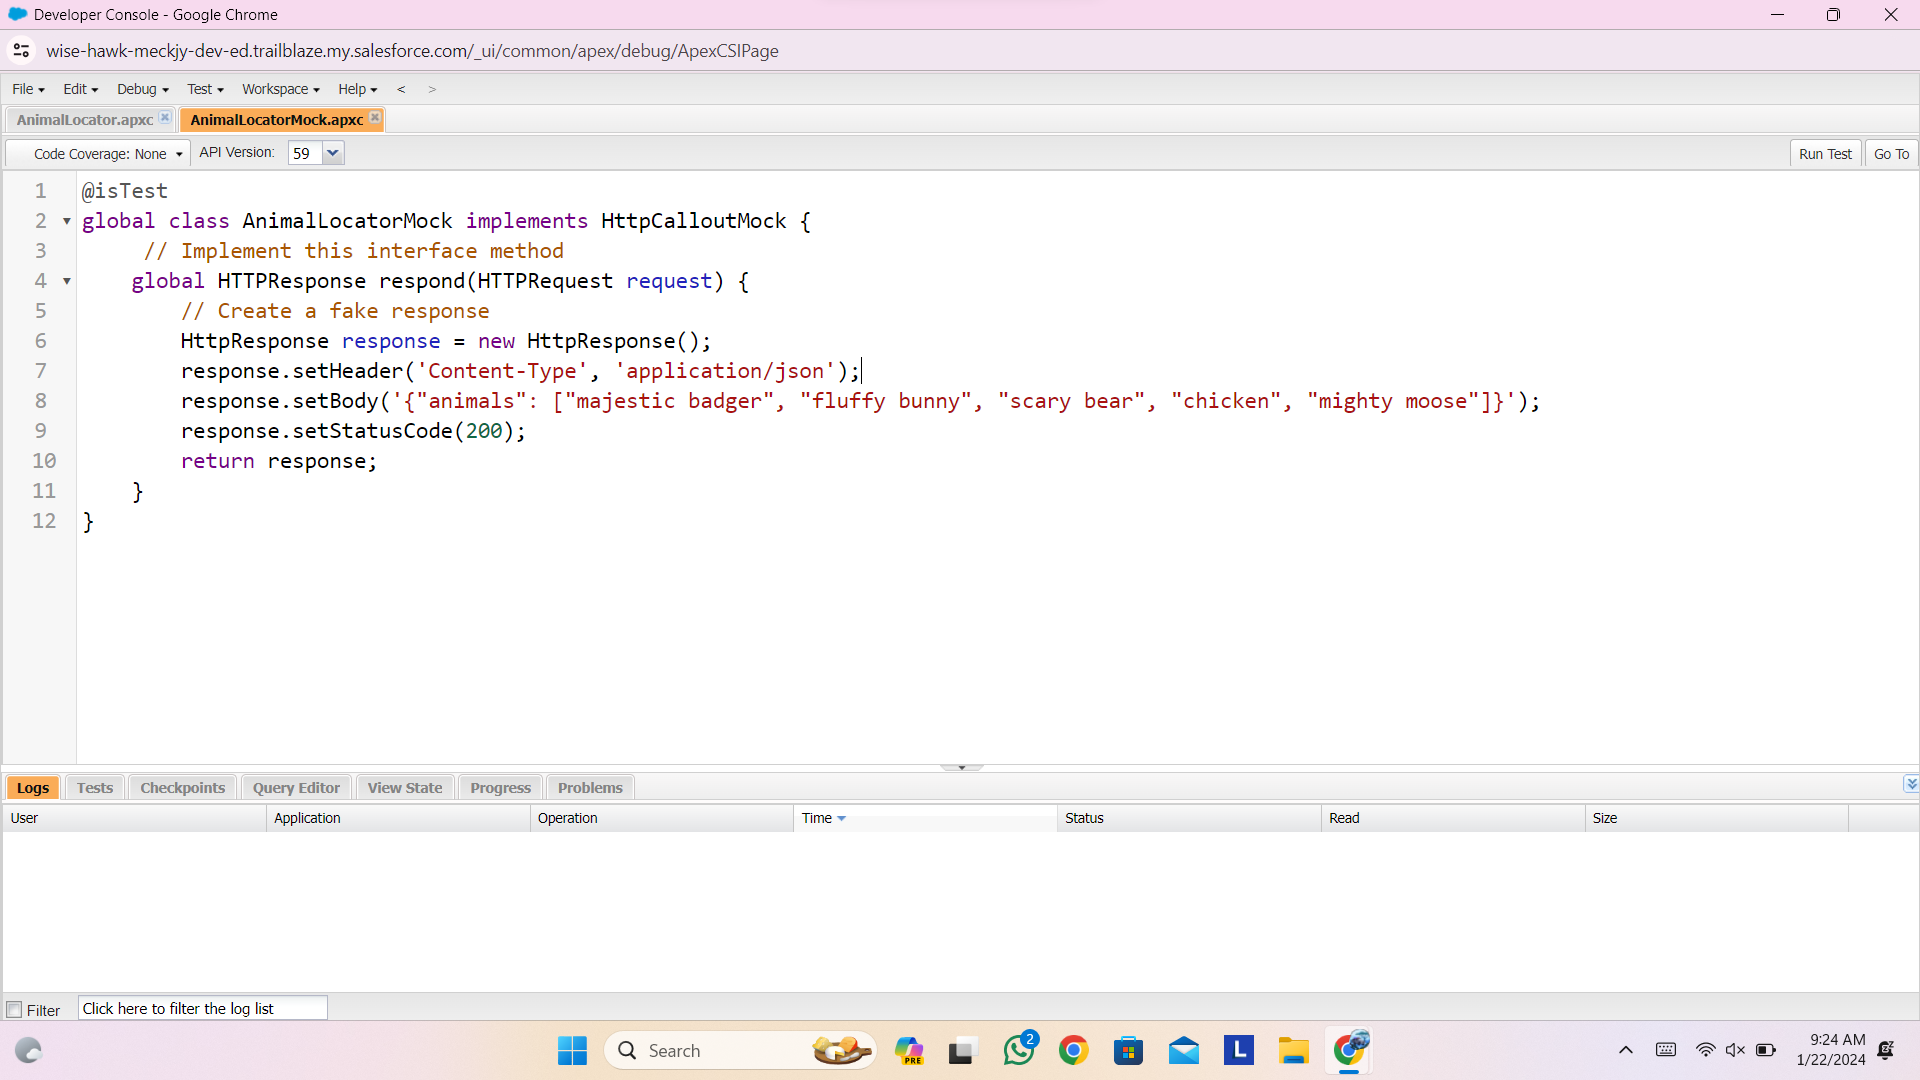 Developer Console - Google Chrome
wise-hawk-meckjy-dev-ed.trailblaze.my.salesforce.com/_ui/common/apex/debug/ApexCSIPage
File Edit Debug Test Workspace Help < >
AnimalLocator.apxc AnimalLocatorMock.apxc
Code Coverage: None API Version: 59 Run Test Go To
1 @isTest
2 global class AnimalLocatorMock implements HttpCalloutMock {
3 // Implement this interface method
4 global HTTPResponse respond(HTTPRequest request) {
5 // Create a fake response
6 HttpResponse response = new HttpResponse();
7 response.setHeader('Content-Type', 'application/json');
8 response.setBody('{"animals": ["majestic badger", "fluffy bunny", "scary bear", "chicken", "mighty moose"]}');
9 response.setStatusCode(200);
10 return response;
11 }
12 }
Logs Tests Checkpoints Query Editor View State Progress Problems
User Application Operation Time Status Read Size
Filter Click here to filter the log list
Search PRE 2 L 9:24 AM
1/22/2024